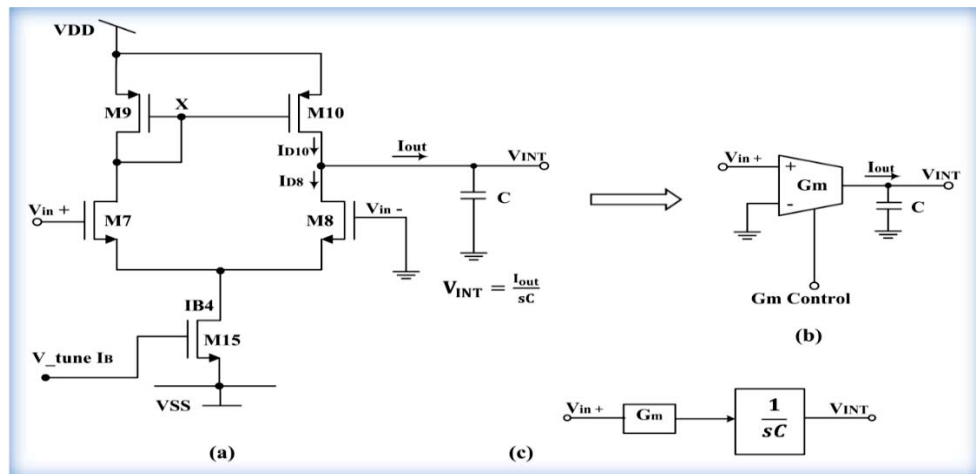 VDD
M9
X
M10
ID10
Iout
VINT
ID8
C
Vin +
M7
M8
Vin -
VINT = Iout/sC
IB4
M15
V_tune IB
VSS
(a)
Vin +
+
-
Gm
Iout
VINT
C
Gm Control
(b)
(c)
Vin +
Gm
1/sC
VINT